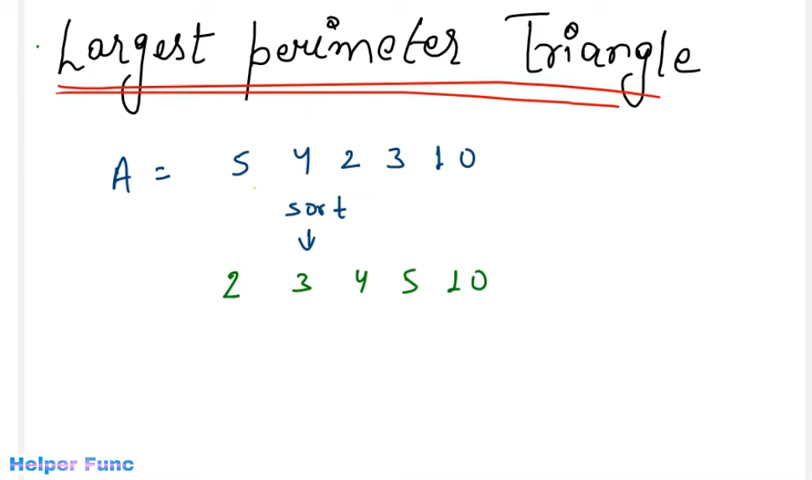 Largest perimeter Triangle
A = 5 4 2 3 10
sort
↓
2 3 4 5 10
Helper Func